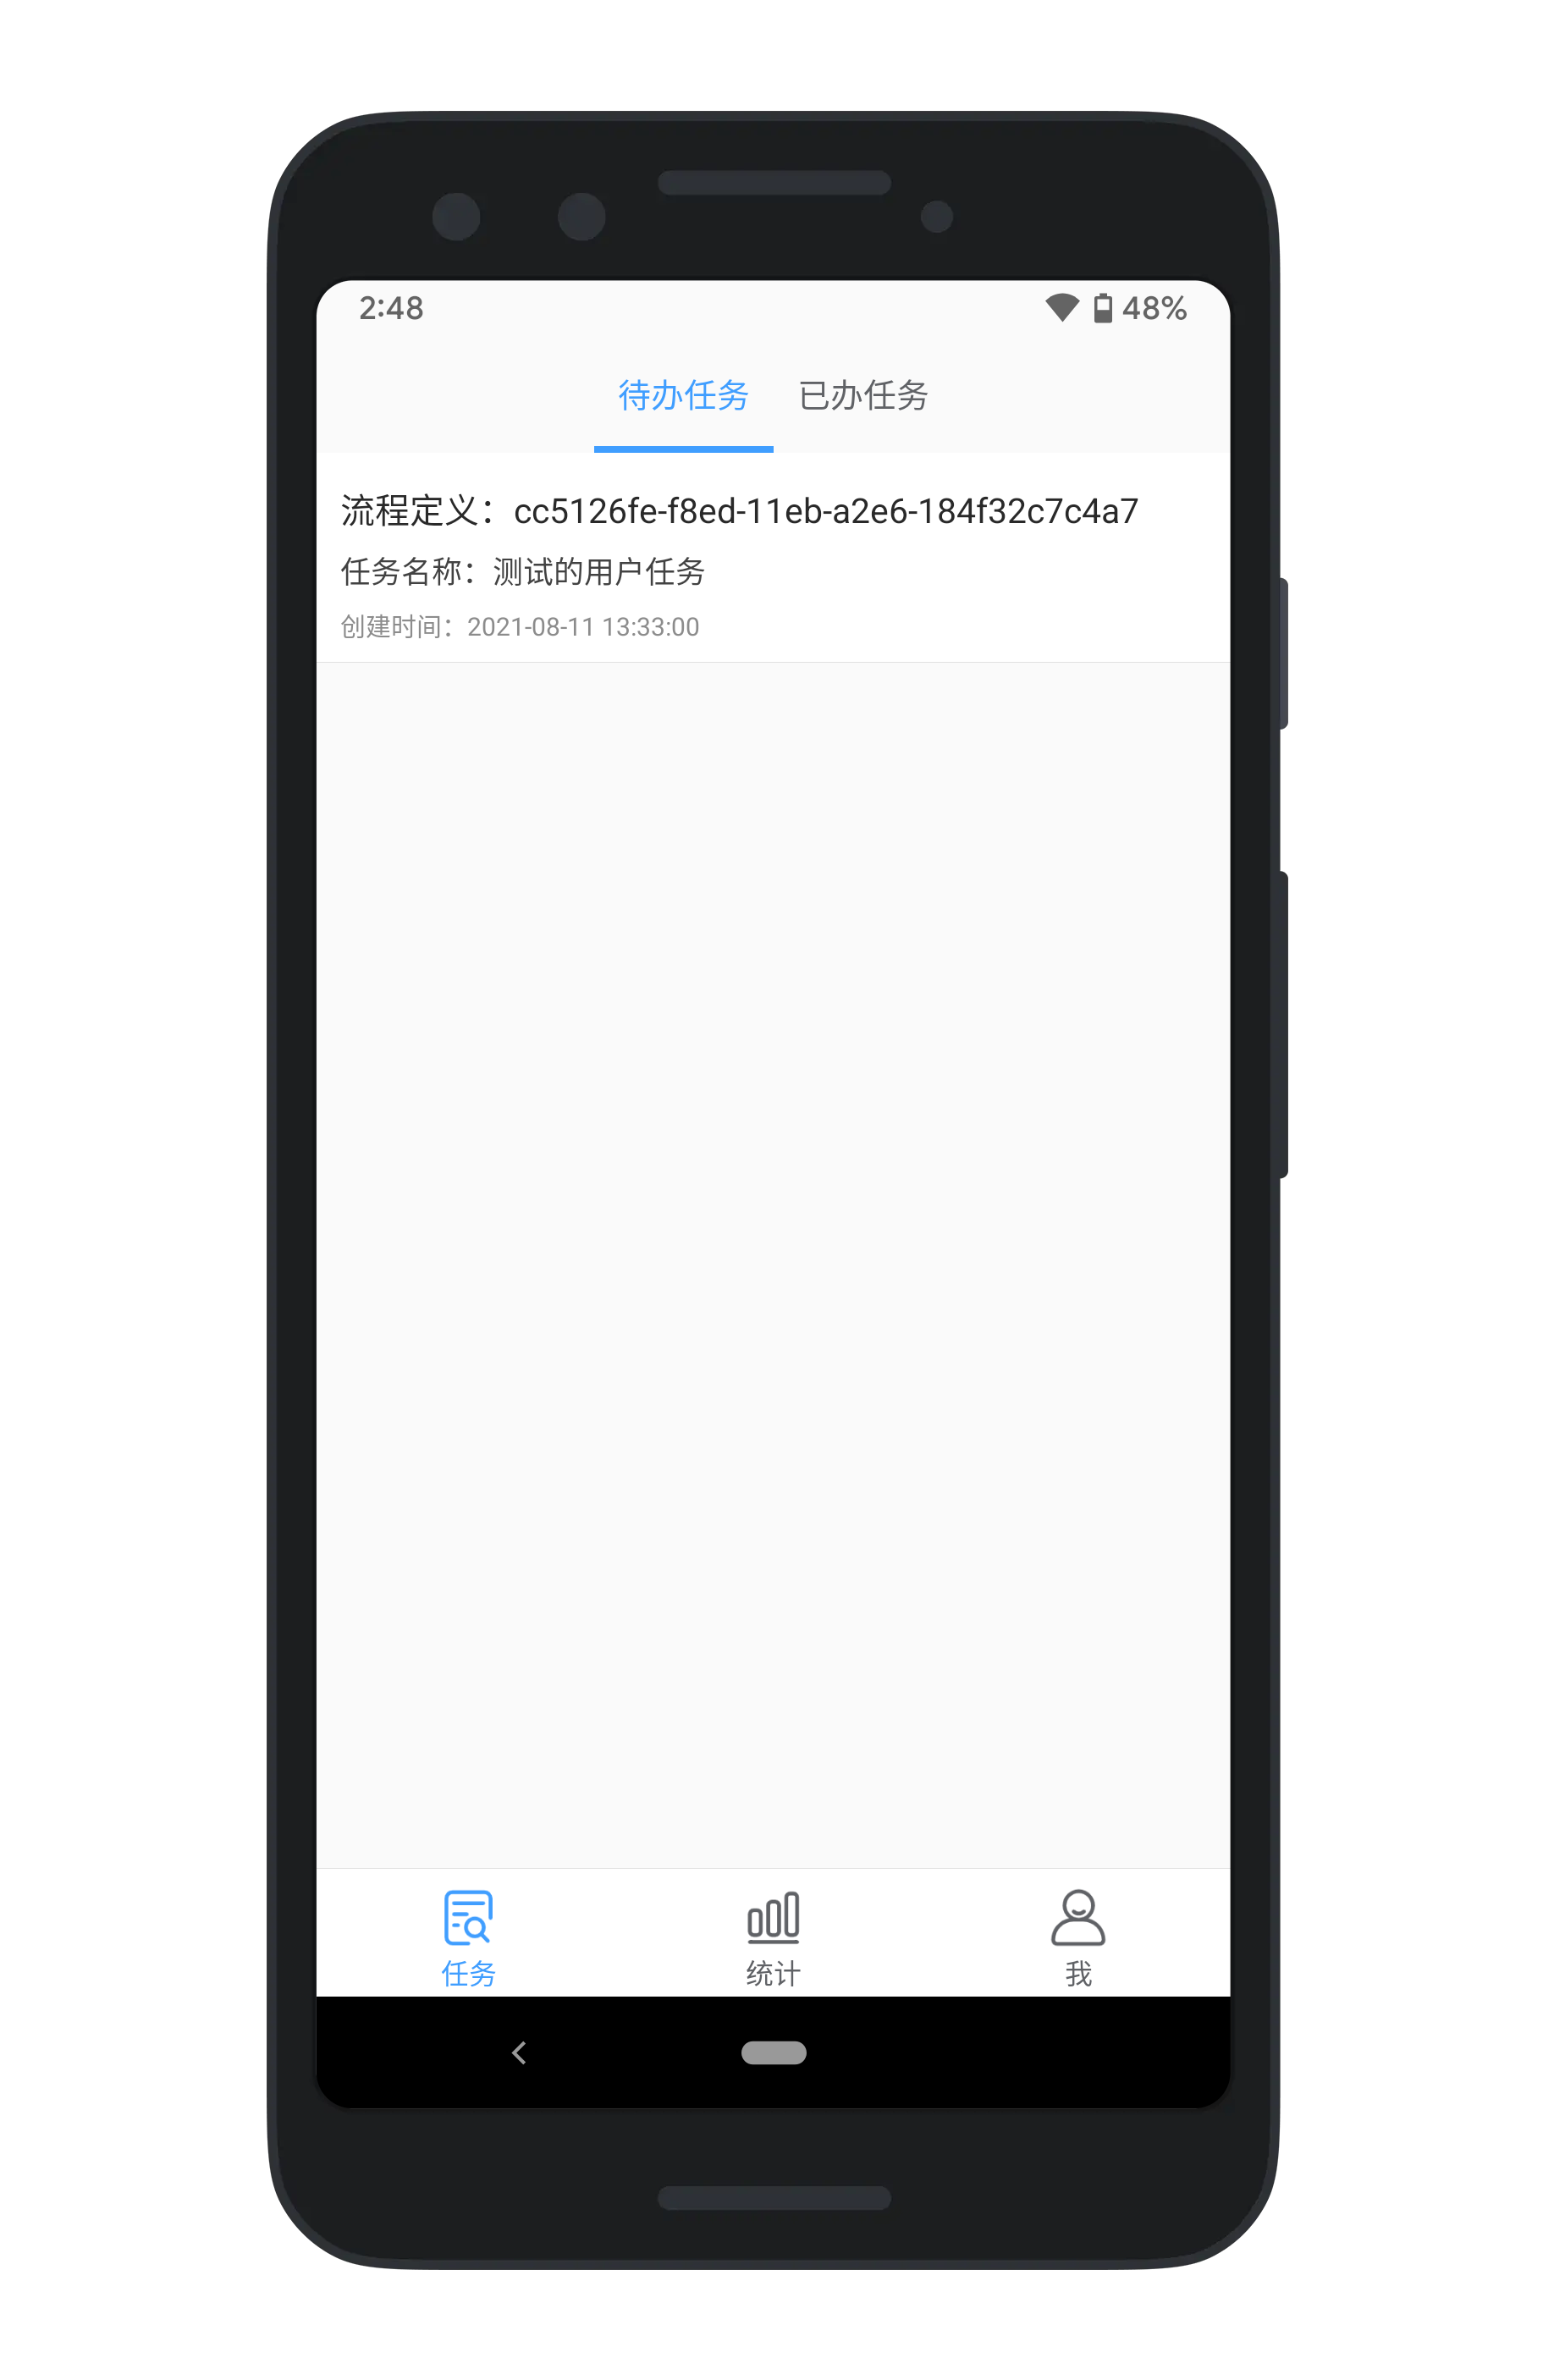 2:48 48%
待办任务 已办任务
流程定义：cc5126fe-f8ed-11eb-a2e6-184f32c7c4a7
任务名称：测试的用户任务
创建时间：2021-08-11 13:33:00
任务 统计 我